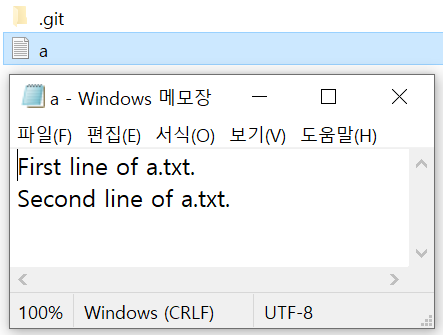 .git
a
a - Windows 메모장
파일(F) 편집(E) 서식(O) 보기(V) 도움말(H)
First line of a.txt.
Second line of a.txt.
100% Windows (CRLF) UTF-8